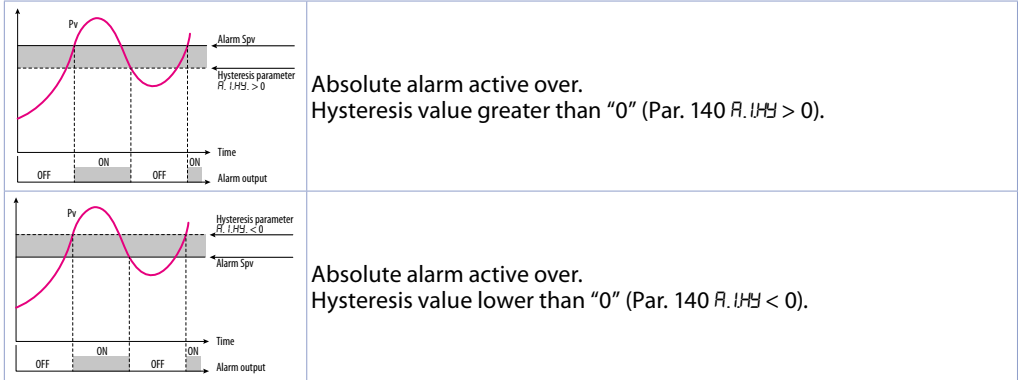 Pv
Alarm Spv
Hysteresis parameter
A. 1.HY. > 0
Time
ON
ON
OFF
OFF
Alarm output
Absolute alarm active over.
Hysteresis value greater than “0” (Par. 140 A. 1.HY > 0).
Pv
Hysteresis parameter
A. 1.HY. < 0
Alarm Spv
Time
ON
ON
OFF
OFF
Alarm output
Absolute alarm active over.
Hysteresis value lower than “0” (Par. 140 A. 1.HY < 0).